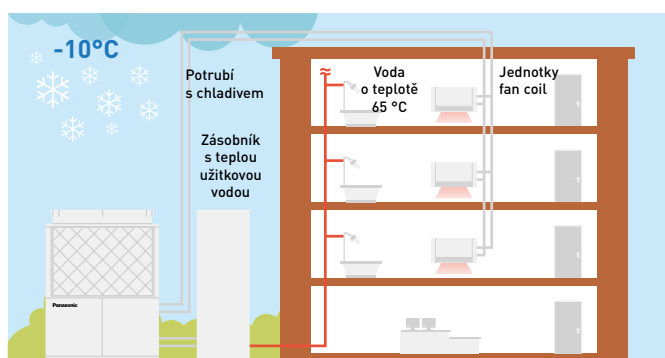 -10°C
Potrubí
s chladivem
Zásobník
s teplou
užitkovou
vodou
Voda
o teplotě
65 °C
Jednotky
fan coil
Panasonic